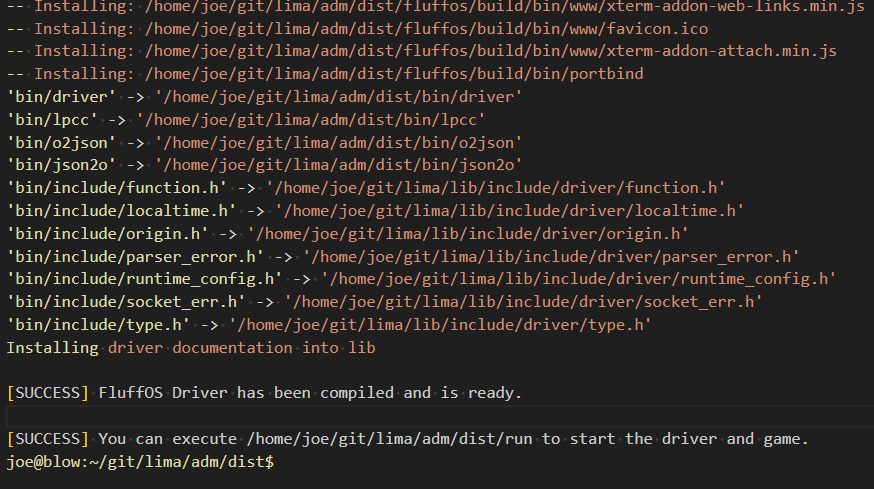 -- Installing: /home/joe/git/lima/adm/dist/fluffos/build/bin/www/xterm-addon-web-links.min.js
-- Installing: /home/joe/git/lima/adm/dist/fluffos/build/bin/www/favicon.ico
-- Installing: /home/joe/git/lima/adm/dist/fluffos/build/bin/www/xterm-addon-attach.min.js
-- Installing: /home/joe/git/lima/adm/dist/fluffos/build/bin/portbind
'bin/driver' -> '/home/joe/git/lima/adm/dist/bin/driver'
'bin/lpcc' -> '/home/joe/git/lima/adm/dist/bin/lpcc'
'bin/o2json' -> '/home/joe/git/lima/adm/dist/bin/o2json'
'bin/json2o' -> '/home/joe/git/lima/adm/dist/bin/json2o'
'bin/include/function.h' -> '/home/joe/git/lima/lib/include/driver/function.h'
'bin/include/localtime.h' -> '/home/joe/git/lima/lib/include/driver/localtime.h'
'bin/include/origin.h' -> '/home/joe/git/lima/lib/include/driver/origin.h'
'bin/include/parser_error.h' -> '/home/joe/git/lima/lib/include/driver/parser_error.h'
'bin/include/runtime_config.h' -> '/home/joe/git/lima/lib/include/driver/runtime_config.h'
'bin/include/socket_err.h' -> '/home/joe/git/lima/lib/include/driver/socket_err.h'
'bin/include/type.h' -> '/home/joe/git/lima/lib/include/driver/type.h'
Installing driver documentation into lib
[SUCCESS] FluffOS Driver has been compiled and is ready.
[SUCCESS] You can execute /home/joe/git/lima/adm/dist/run to start the driver and game.
joe@blow:~/git/lima/adm/dist$